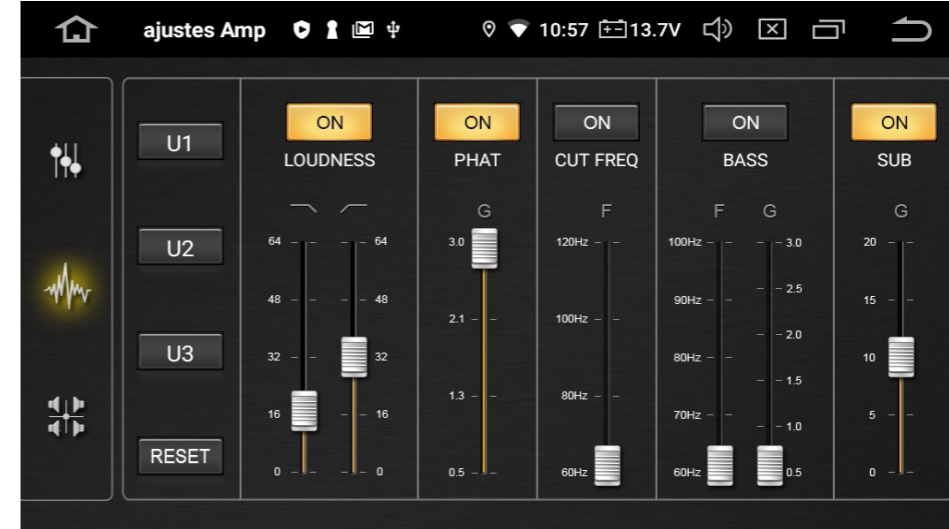 ajustes Amp 10:57 13.7V
U1
U2
U3
RESET
ON
LOUDNESS
64 64
48 48
32 32
16 16
0 0
ON
PHAT
G
3.0
2.1
1.3
0.5
ON
CUT FREQ
F
120Hz
100Hz
80Hz
60Hz
ON
BASS
F G
100Hz 3.0
90Hz 2.5
80Hz 2.0
70Hz 1.5
60Hz 1.0
0.5
ON
SUB
G
20
15
10
5
0